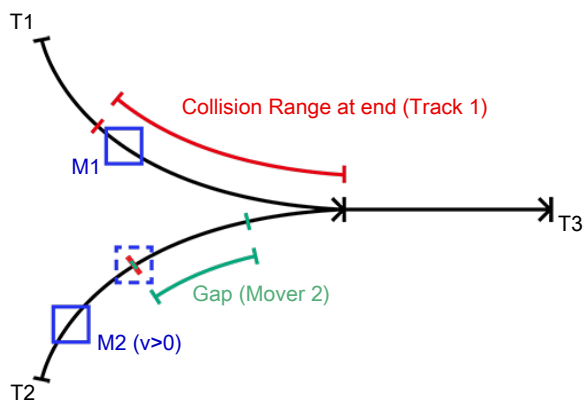 T1
Collision Range at end (Track 1)
M1
T3
Gap (Mover 2)
M2 (v>0)
T2